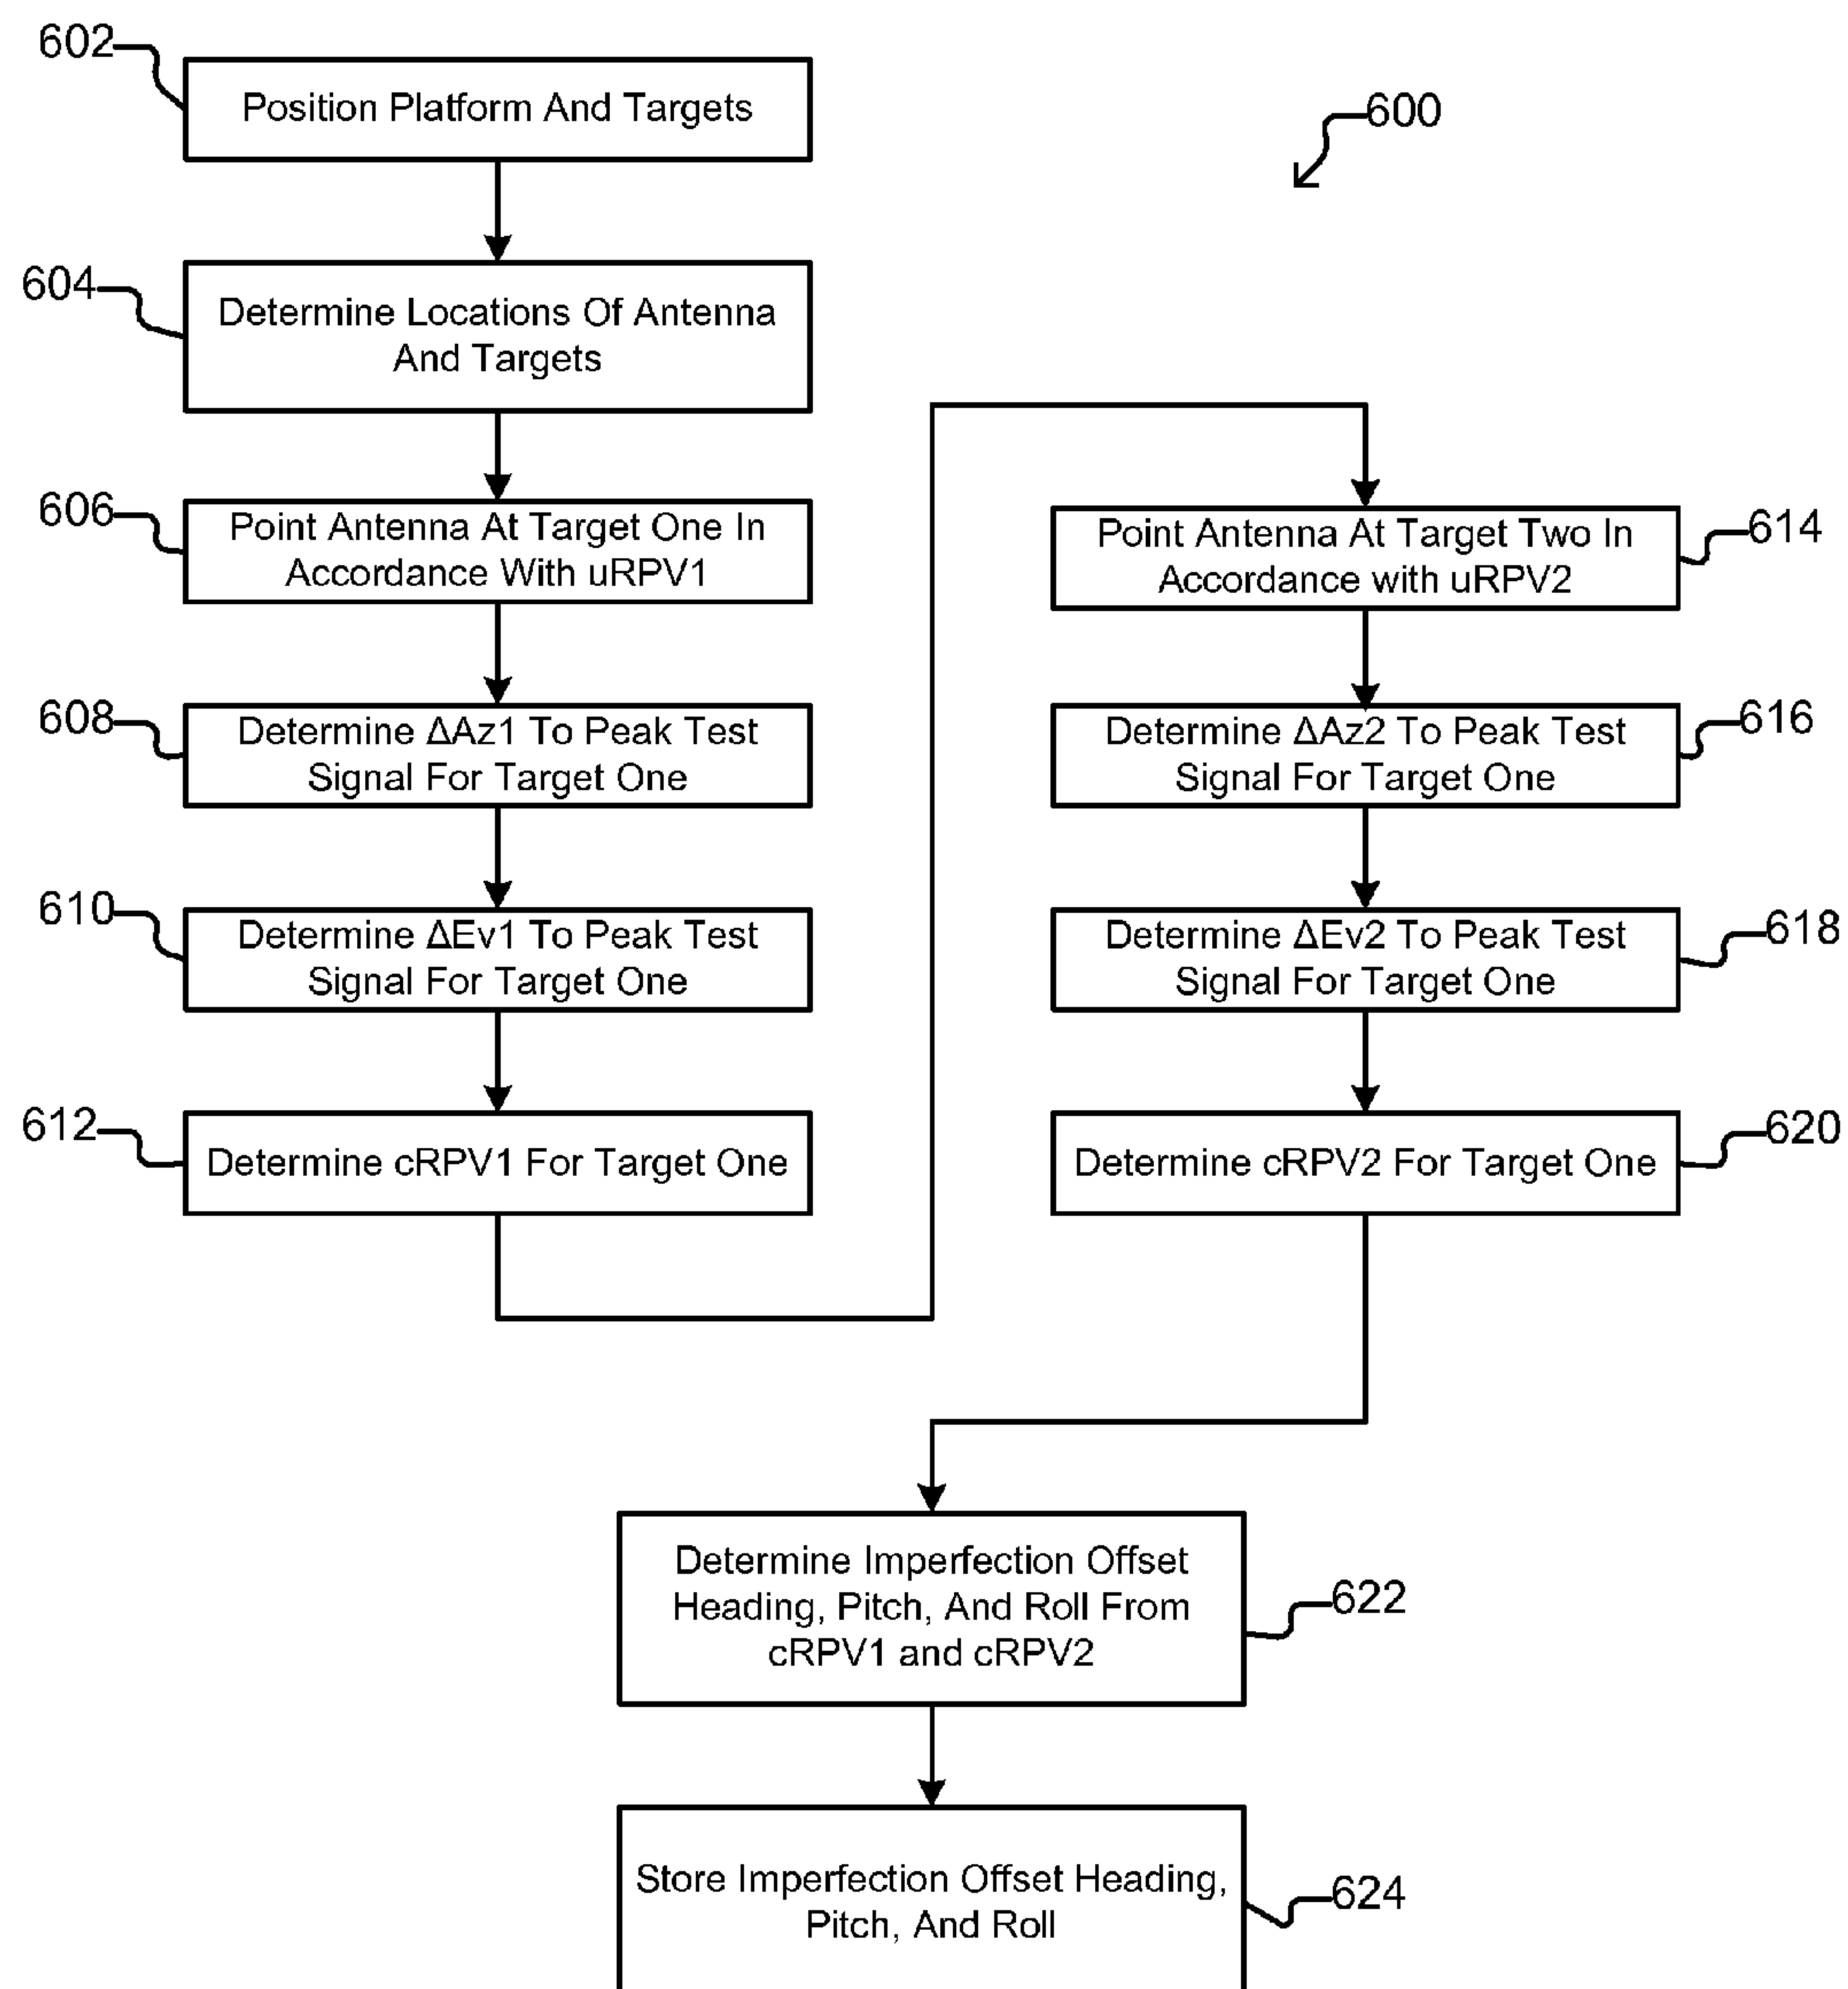 602
Position Platform And Targets
600
604
Determine Locations Of Antenna
And Targets
606
Point Antenna At Target One In
Accordance With uRPV1
608
Determine ΔAz1 To Peak Test
Signal For Target One
610
Determine ΔEv1 To Peak Test
Signal For Target One
612
Determine cRPV1 For Target One
Point Antenna At Target Two In
Accordance with uRPV2
614
Determine ΔAz2 To Peak Test
Signal For Target One
616
Determine ΔEv2 To Peak Test
Signal For Target One
618
Determine cRPV2 For Target One
620
Determine Imperfection Offset
Heading, Pitch, And Roll From
cRPV1 and cRPV2
622
Store Imperfection Offset Heading,
Pitch, And Roll
624